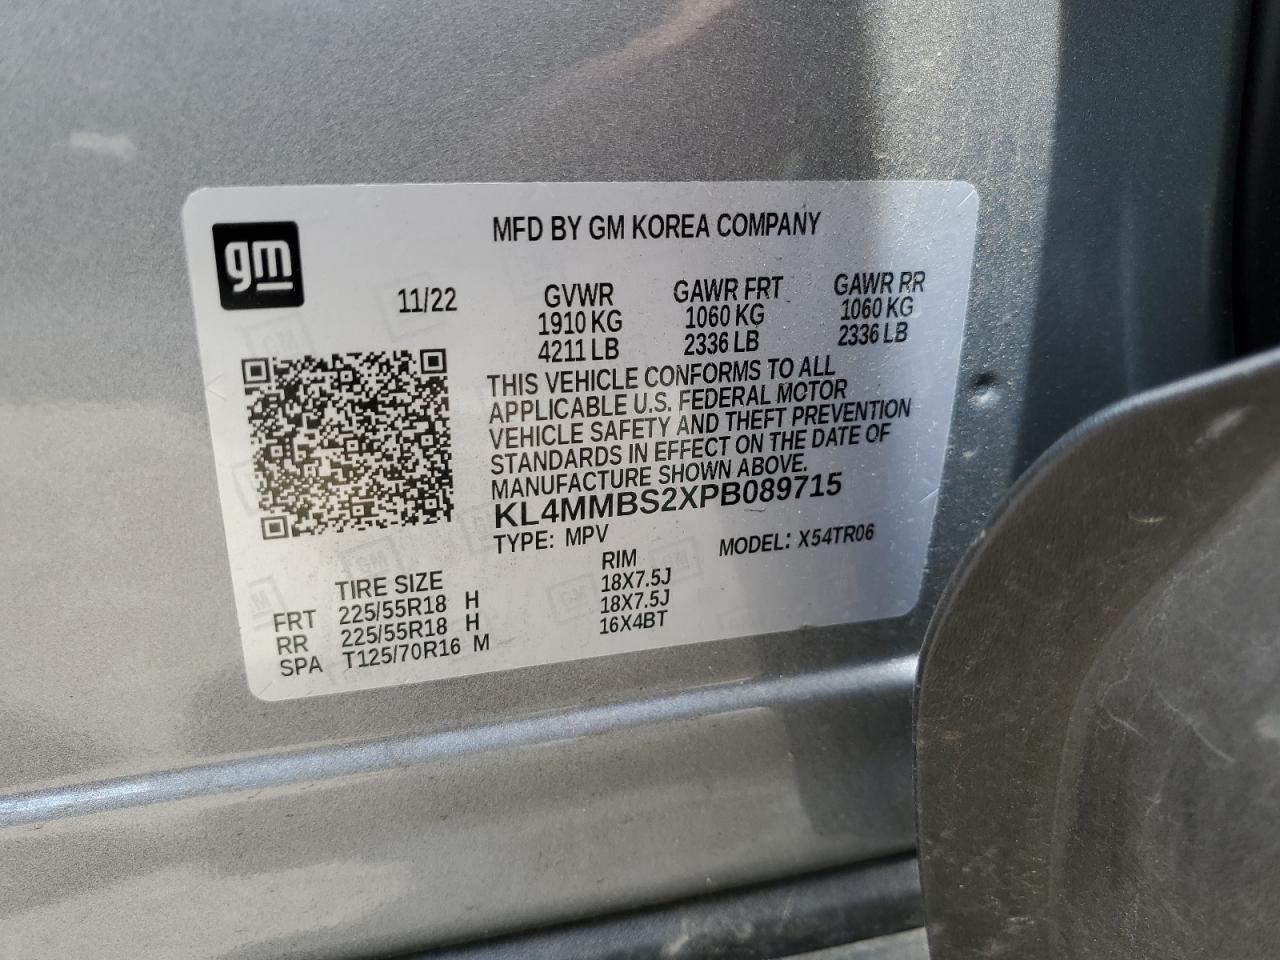 gm
MFD BY GM KOREA COMPANY
11/22
GVWR GAWR FRT GAWR RR
1910 KG 1060 KG 1060 KG
4211 LB 2336 LB 2336 LB
THIS VEHICLE CONFORMS TO ALL
APPLICABLE U.S. FEDERAL MOTOR
VEHICLE SAFETY AND THEFT PREVENTION
STANDARDS IN EFFECT ON THE DATE OF
MANUFACTURE SHOWN ABOVE.
KL4MMBS2XPB089715
TYPE: MPV MODEL: X54TR06
TIRE SIZE RIM
FRT 225/55R18 H 18X7.5J
RR 225/55R18 H 18X7.5J
SPA T125/70R16 M 16X4BT